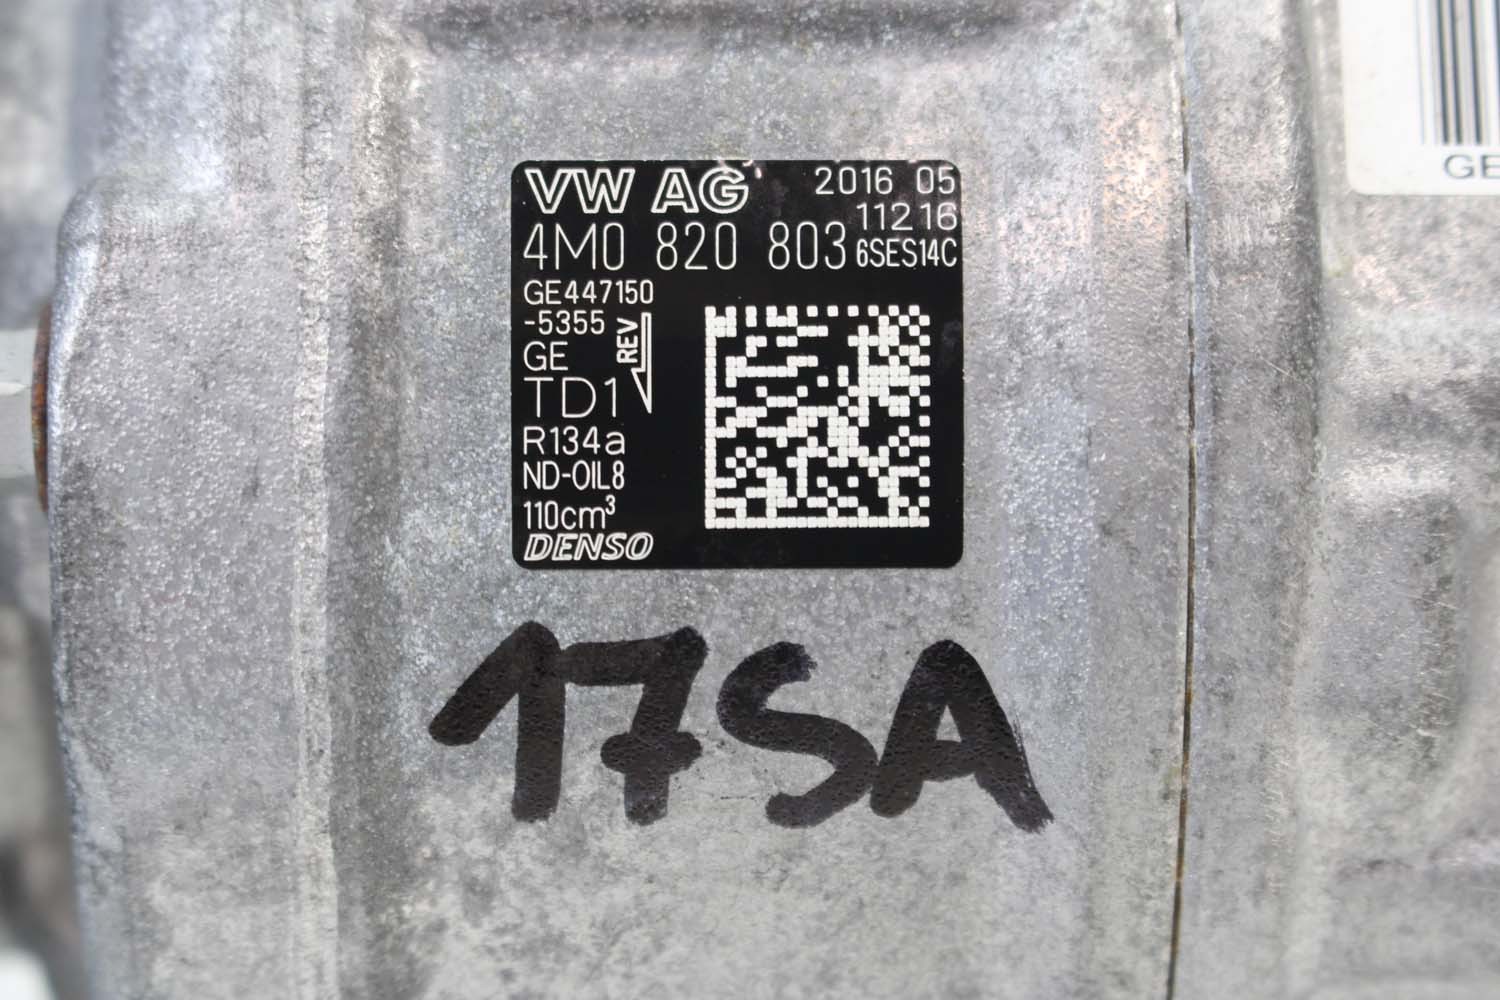 VW AG 2016 05
11216
4M0 820 803 6SES14C
GE447150
-5355
GE
REV
TD1
R134a
ND-OIL8
110cm³
DENSO
17SA
GE